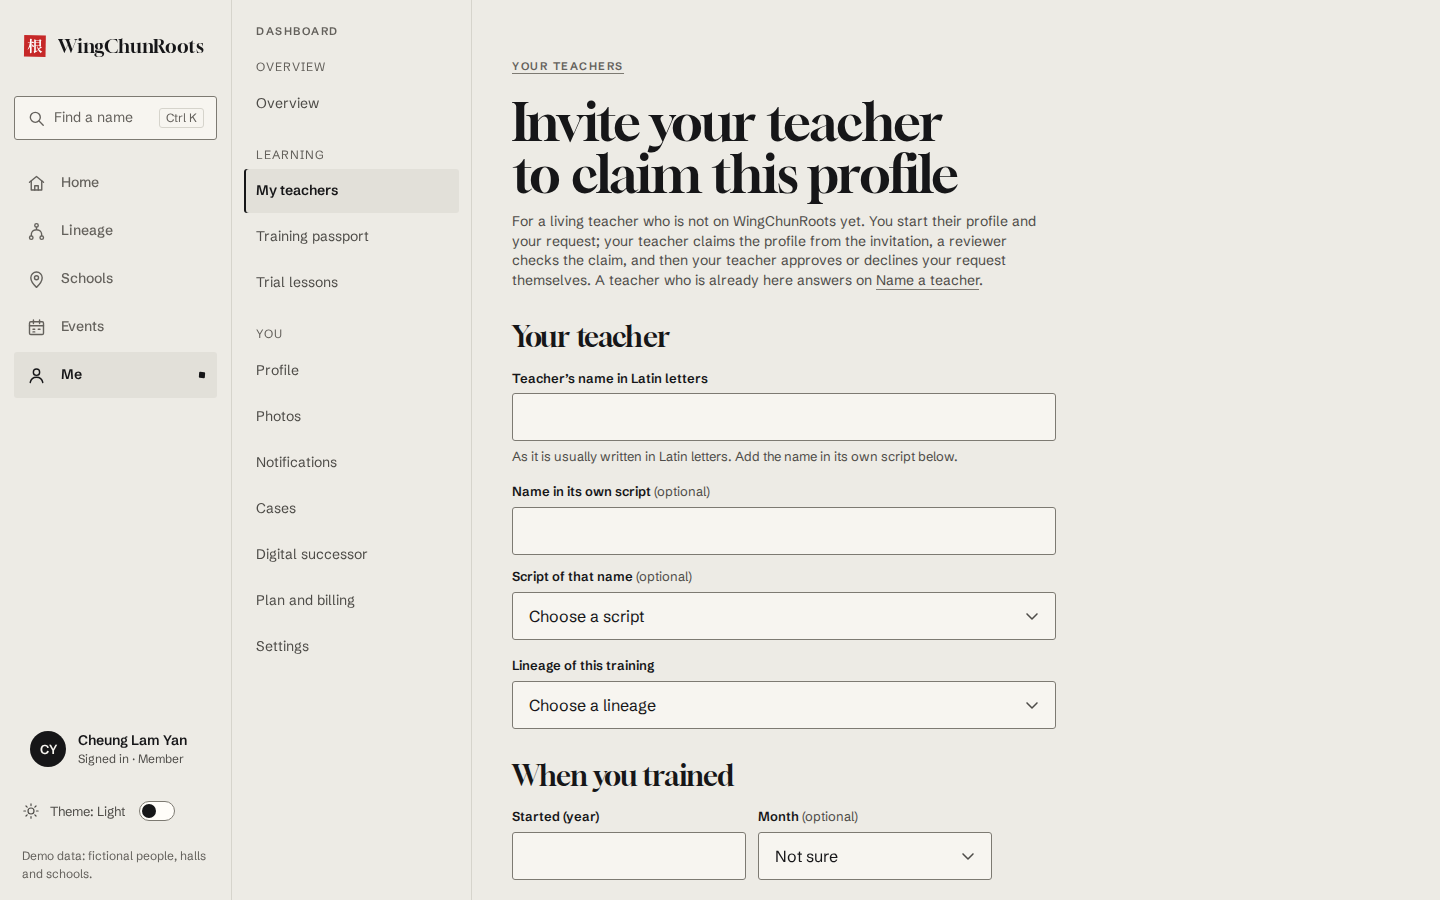 根 WingChunRoots
Find a name Ctrl K
Home
Lineage
Schools
Events
Me
CY
Cheung Lam Yan
Signed in · Member
Theme: Light
Demo data: fictional people, halls
and schools.
DASHBOARD
OVERVIEW
Overview
LEARNING
My teachers
Training passport
Trial lessons
YOU
Profile
Photos
Notifications
Cases
Digital successor
Plan and billing
Settings
YOUR TEACHERS
Invite your teacher
to claim this profile
For a living teacher who is not on WingChunRoots yet. You start their profile and
your request; your teacher claims the profile from the invitation, a reviewer
checks the claim, and then your teacher approves or declines your request
themselves. A teacher who is already here answers on Name a teacher.
Your teacher
Teacher’s name in Latin letters
As it is usually written in Latin letters. Add the name in its own script below.
Name in its own script (optional)
Script of that name (optional)
Choose a script
Lineage of this training
Choose a lineage
When you trained
Started (year) Month (optional)
Not sure